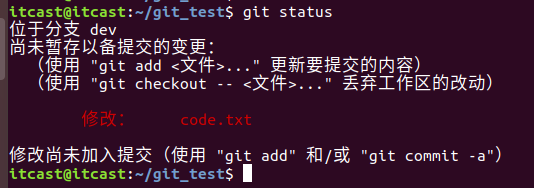 itcast@itcast:~/git_test$ git status
位于分支 dev
尚未暂存以备提交的变更：
（使用 "git add <文件>..." 更新要提交的内容）
（使用 "git checkout -- <文件>..." 丢弃工作区的改动）
修改： code.txt
修改尚未加入提交（使用 "git add" 和/或 "git commit -a"）
itcast@itcast:~/git_test$